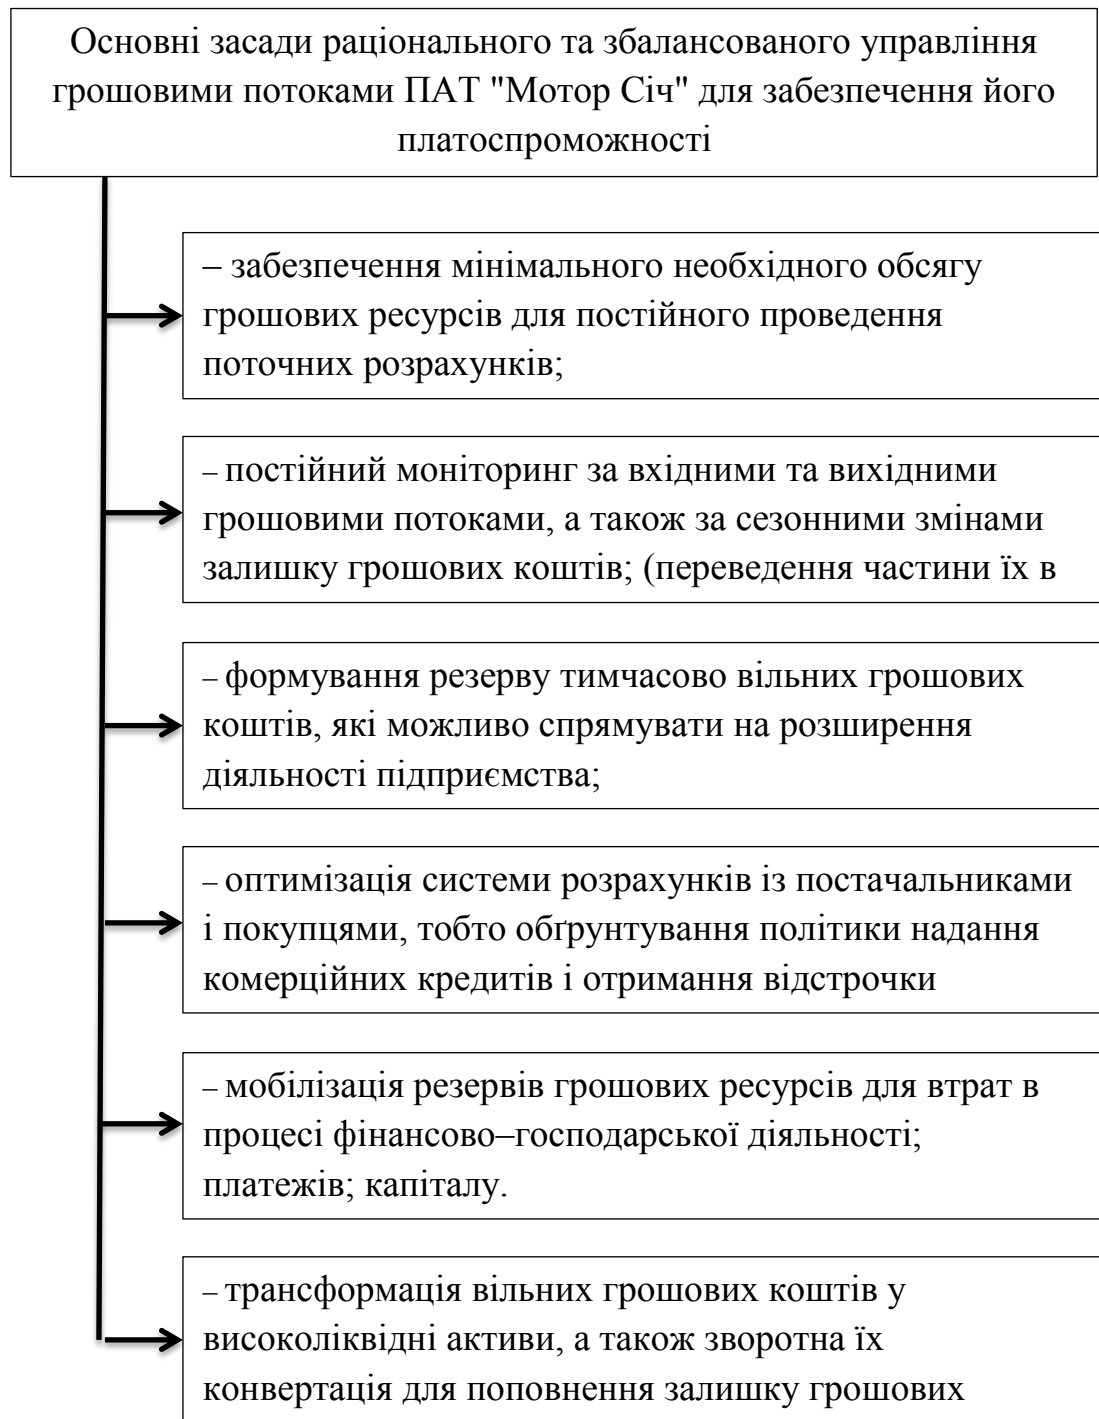 Основні засади раціонального та збалансованого управління
грошовими потоками ПАТ "Мотор Січ" для забезпечення його
платоспроможності
– забезпечення мінімального необхідного обсягу
грошових ресурсів для постійного проведення
поточних розрахунків;
– постійний моніторинг за вхідними та вихідними
грошовими потоками, а також за сезонними змінами
залишку грошових коштів; (переведення частини їх в
– формування резерву тимчасово вільних грошових
коштів, які можливо спрямувати на розширення
діяльності підприємства;
– оптимізація системи розрахунків із постачальниками
і покупцями, тобто обґрунтування політики надання
комерційних кредитів і отримання відстрочки
– мобілізація резервів грошових ресурсів для втрат в
процесі фінансово–господарської діяльності;
платежів; капіталу.
– трансформація вільних грошових коштів у
високоліквідні активи, а також зворотна їх
конвертація для поповнення залишку грошових